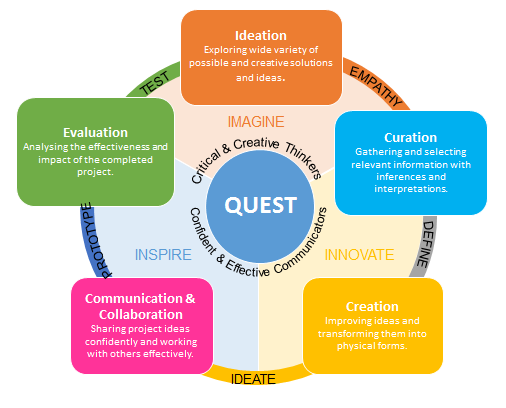 Ideation
Exploring wide variety of
possible and creative solutions
and ideas.
TEST
EMPATHY
Evaluation
Analysing the effectiveness and
impact of the completed
project.
IMAGINE
Curation
Gathering and selecting
relevant information with
inferences and
interpretations.
Critical & Creative Thinkers
QUEST
Confident & Effective Communicators
PROTOTYPE
DEFINE
INSPIRE
INNOVATE
Communication &
Collaboration
Sharing project ideas
confidently and working
with others effectively.
Creation
Improving ideas and
transforming them into
physical forms.
IDEATE